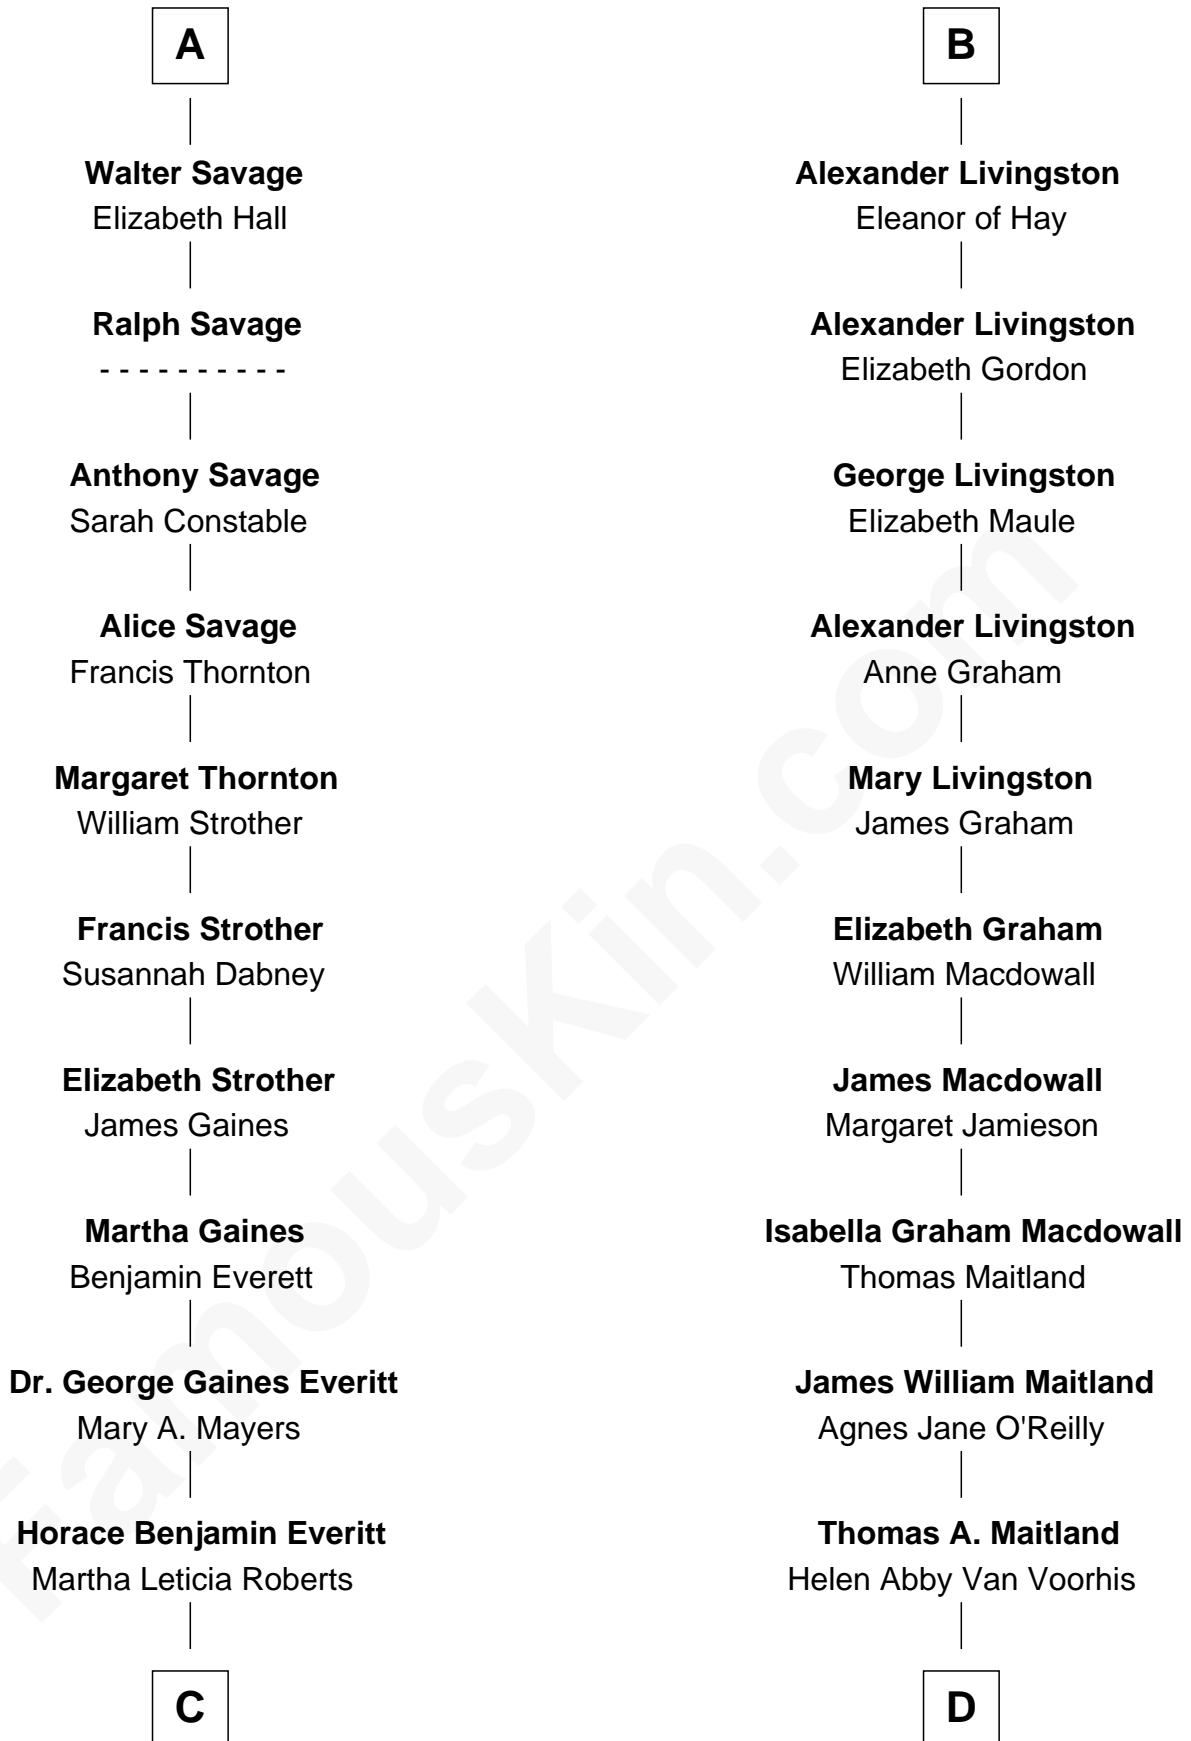 A
Walter Savage
Elizabeth Hall
Ralph Savage
- - - - - - - - - -
Anthony Savage
Sarah Constable
Alice Savage
Francis Thornton
Margaret Thornton
William Strother
Francis Strother
Susannah Dabney
Elizabeth Strother
James Gaines
Martha Gaines
Benjamin Everett
Dr. George Gaines Everitt
Mary A. Mayers
Horace Benjamin Everitt
Martha Leticia Roberts
C
B
Alexander Livingston
Eleanor of Hay
Alexander Livingston
Elizabeth Gordon
George Livingston
Elizabeth Maule
Alexander Livingston
Anne Graham
Mary Livingston
James Graham
Elizabeth Graham
William Macdowall
James Macdowall
Margaret Jamieson
Isabella Graham Macdowall
Thomas Maitland
James William Maitland
Agnes Jane O'Reilly
Thomas A. Maitland
Helen Abby Van Voorhis
D
FamousKin.com